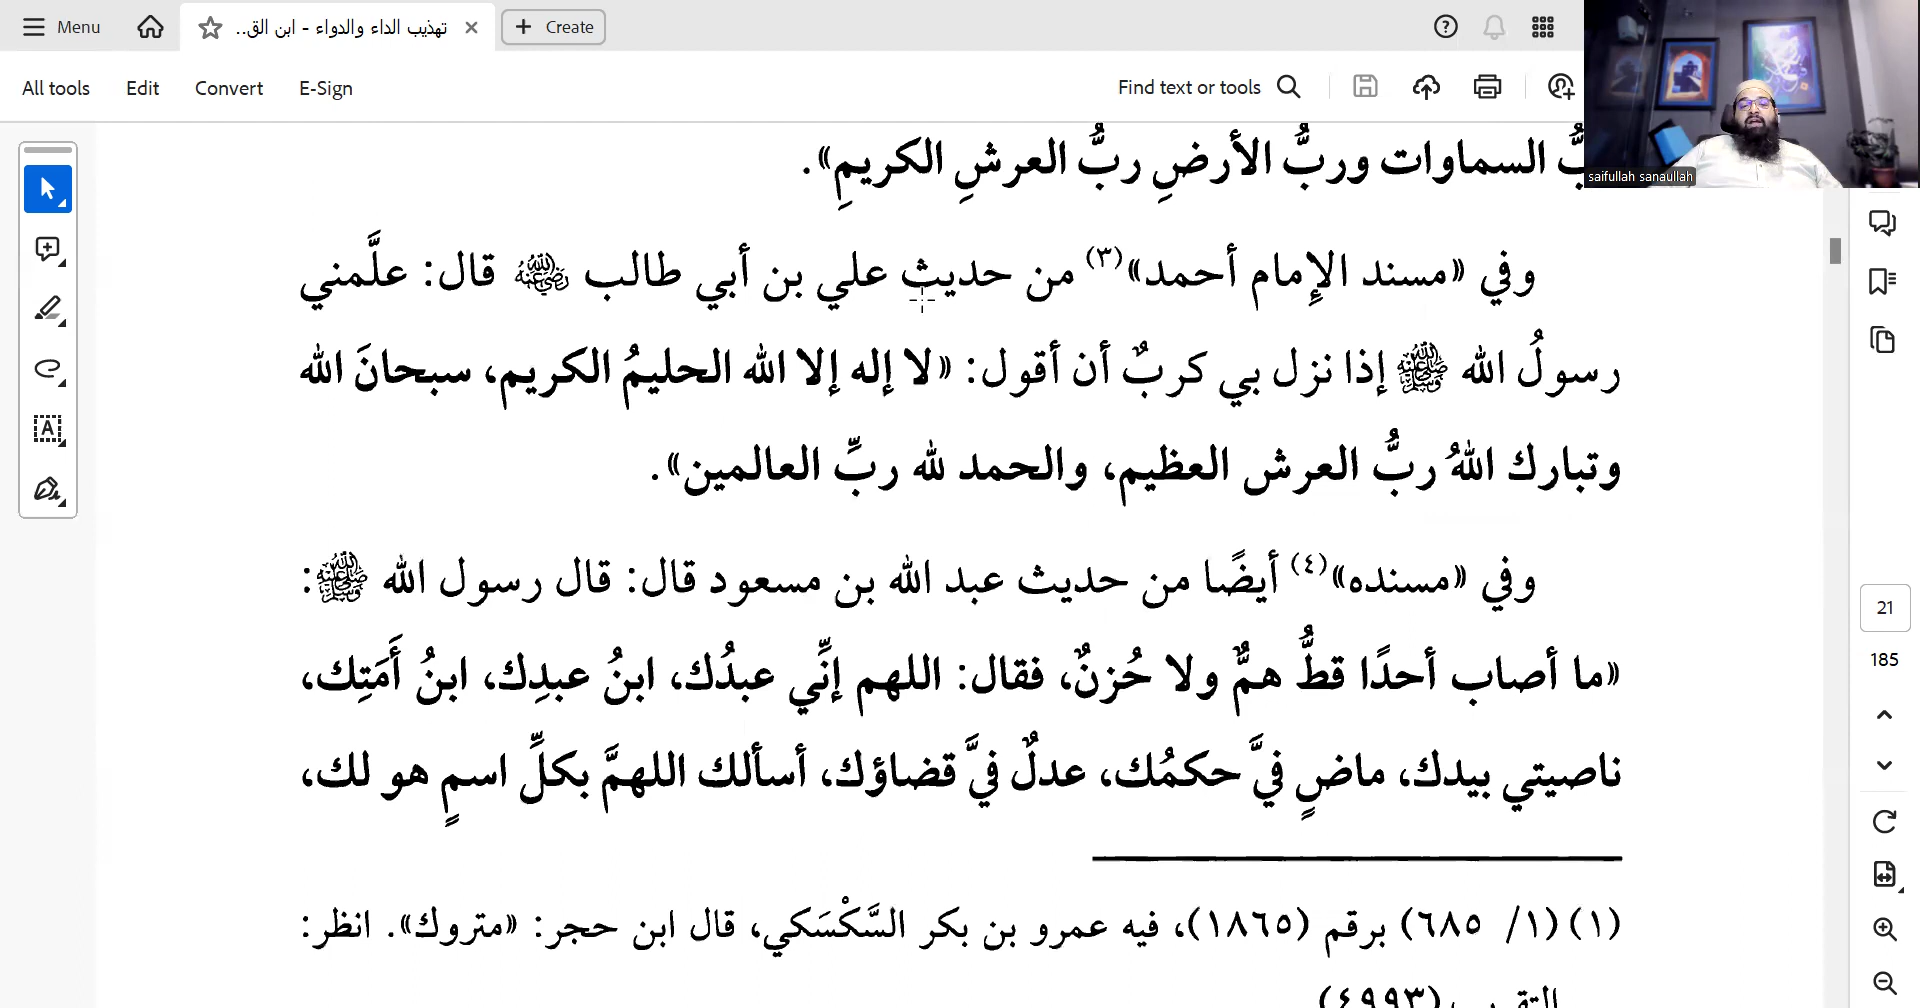 Menu
تهذيب الداء والدواء - ابن الق..
Create
All tools
Edit
Convert
E-Sign
Find text or tools
saifullah sanaullah
السماوات وربُّ الأرضِ ربُّ العرشِ الكريمِ».
وفي «مسند الإمام أحمد»(٣) من حديث علي بن أبي طالب ﵁ قال: علَّمني
رسولُ الله ﷺ إذا نزل بي كربٌ أن أقول: «لا إله إلا الله الحليمُ الكريم، سبحانَ الله
وتبارك اللهُ ربُّ العرش العظيم، والحمد لله ربِّ العالمين».
وفي «مسنده»(٤) أيضًا من حديث عبد الله بن مسعود قال: قال رسول الله ﷺ:
«ما أصاب أحدًا قطُّ همٌّ ولا حُزنٌ، فقال: اللهم إنِّي عبدُك، ابنُ عبدِك، ابنُ أَمَتِك،
ناصيتي بيدك، ماضٍ فيَّ حكمُك، عدلٌ فيَّ قضاؤك، أسألك اللهمَّ بكلِّ اسمٍ هو لك،
(١) (١/ ٦٨٥) برقم (١٨٦٥)، فيه عمرو بن بكر السَّكْسَكي، قال ابن حجر: «متروك». انظر:
التقريب (٤٩٩٣)
21
185